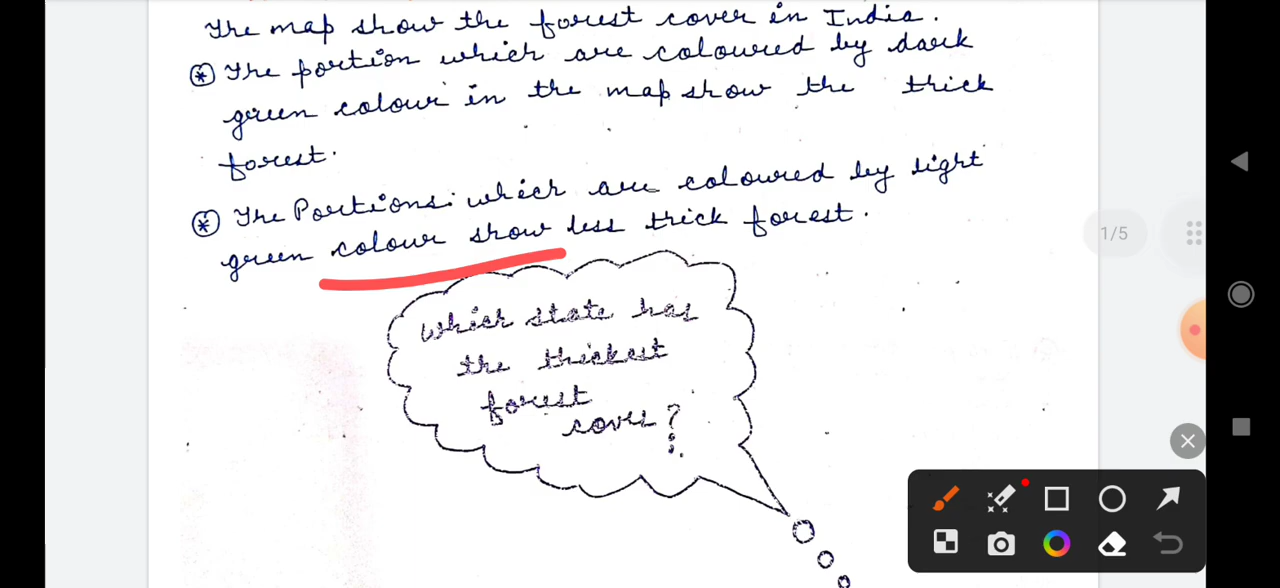 The map show the forest cover in India.
* The portion which are coloured by dark
green colour in the map show the thick
forest.
* The Portions which are coloured by light
green colour show less thick forest.
1/5
which state has
the thickest
forest
cover?